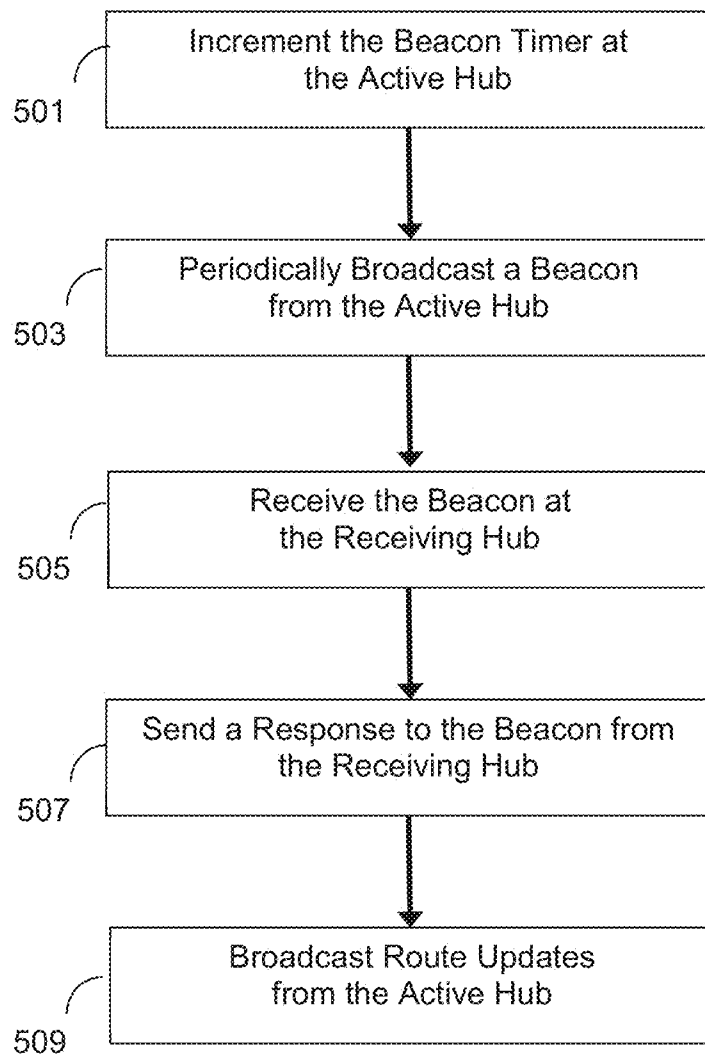 Increment the Beacon Timer at
the Active Hub
501
Periodically Broadcast a Beacon
from the Active Hub
503
Receive the Beacon at
the Receiving Hub
505
Send a Response to the Beacon from
the Receiving Hub
507
Broadcast Route Updates
from the Active Hub
509